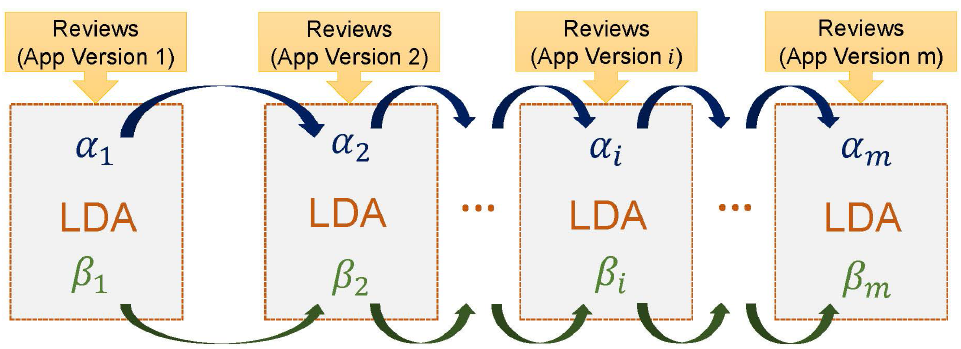 Reviews
(App Version 1)
Reviews
(App Version 2)
Reviews
(App Version i)
Reviews
(App Version m)
α₁
LDA
β₁
α₂
LDA
β₂
...
αᵢ
LDA
βᵢ
...
αₘ
LDA
βₘ